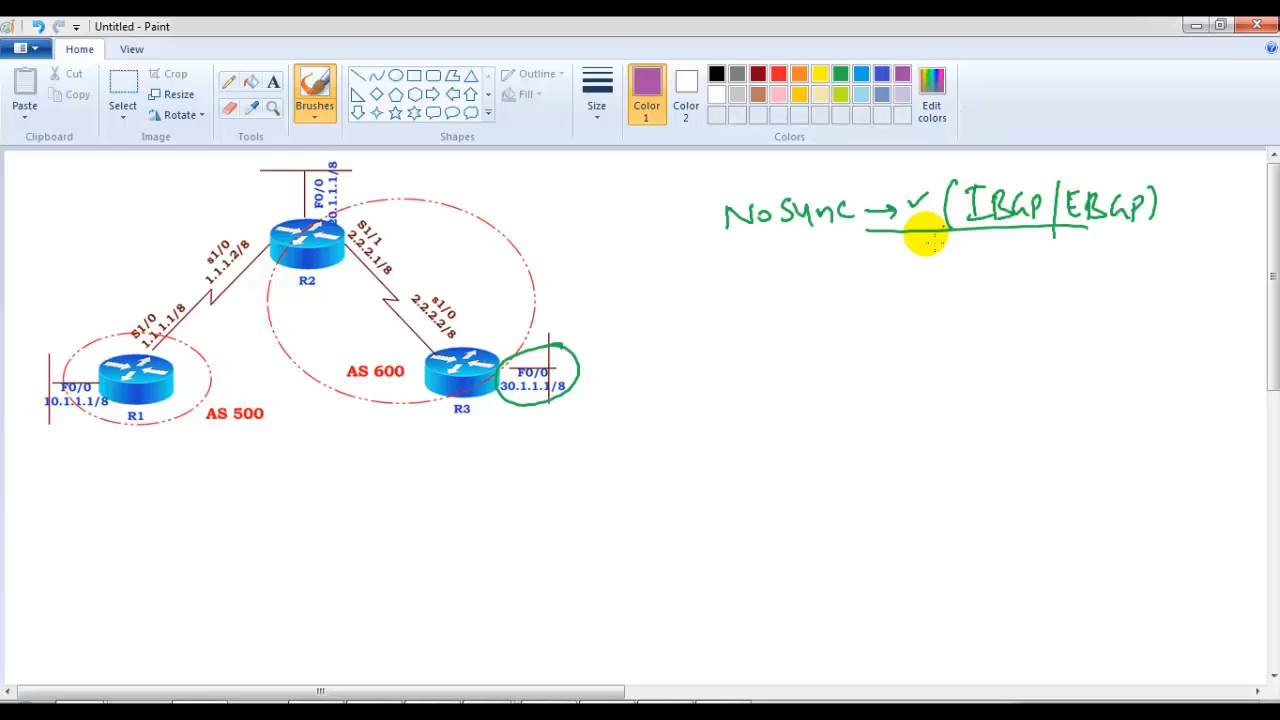 Untitled - Paint
Home
View
Paste
Cut
Copy
Clipboard
Select
Crop
Resize
Rotate
Image
Tools
Brushes
Shapes
Outline
Fill
Size
Color 1
Color 2
Edit colors
Colors
F0/0
20.1.1.1/8
R2
s1/0
1.1.1.2/8
S1/1
2.2.2.1/8
S1/0
1.1.1.1/8
s1/0
2.2.2.2/8
F0/0
10.1.1.1/8
R1
AS 500
AS 600
R3
F0/0
30.1.1.1/8
No Sync → ✓ (IBGP/EBGP)